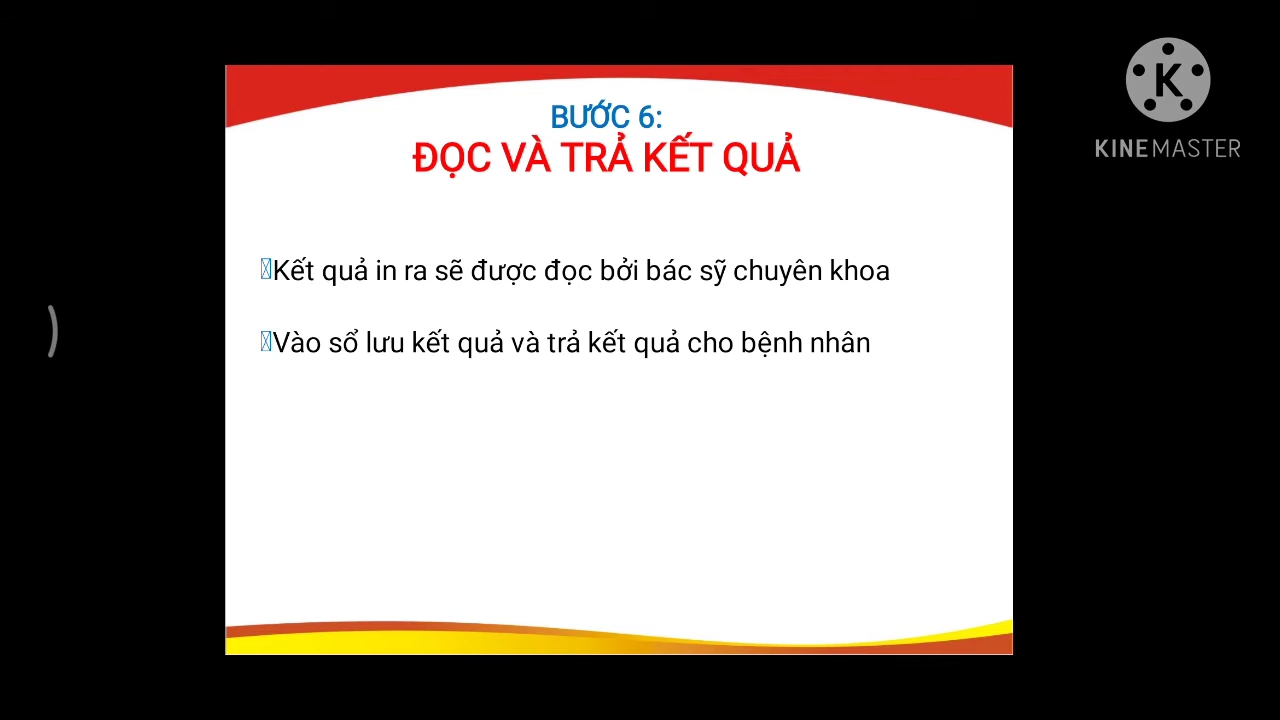 BƯỚC 6:
ĐỌC VÀ TRẢ KẾT QUẢ
Kết quả in ra sẽ được đọc bởi bác sỹ chuyên khoa
Vào sổ lưu kết quả và trả kết quả cho bệnh nhân
K
KINEMASTER